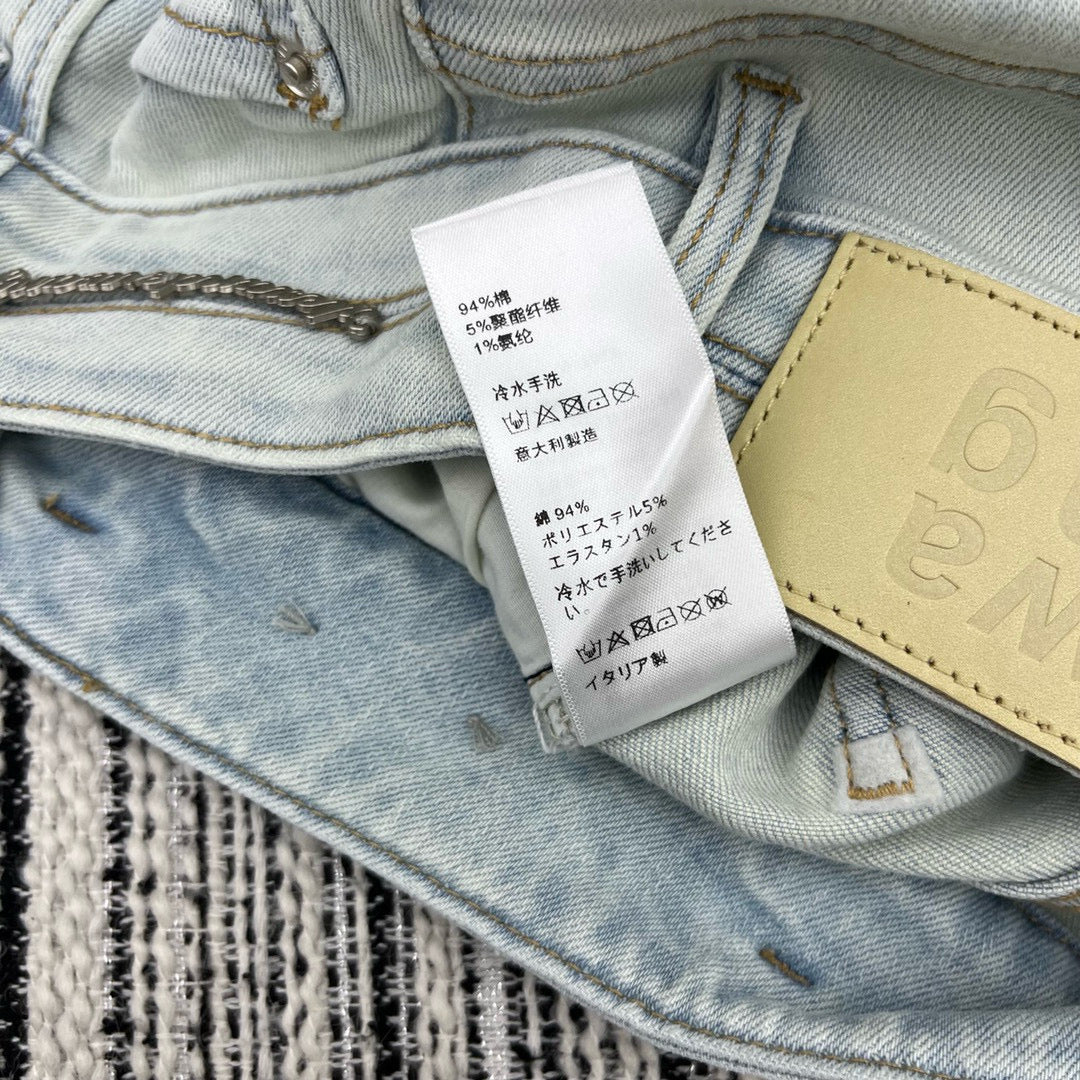 94%棉
5%聚酯纤维
1%氨纶
冷水手洗
意大利製造
綿 94%
ポリエステル5%
エラスタン1%
冷水で手洗いしてくださ
い。
イタリア製